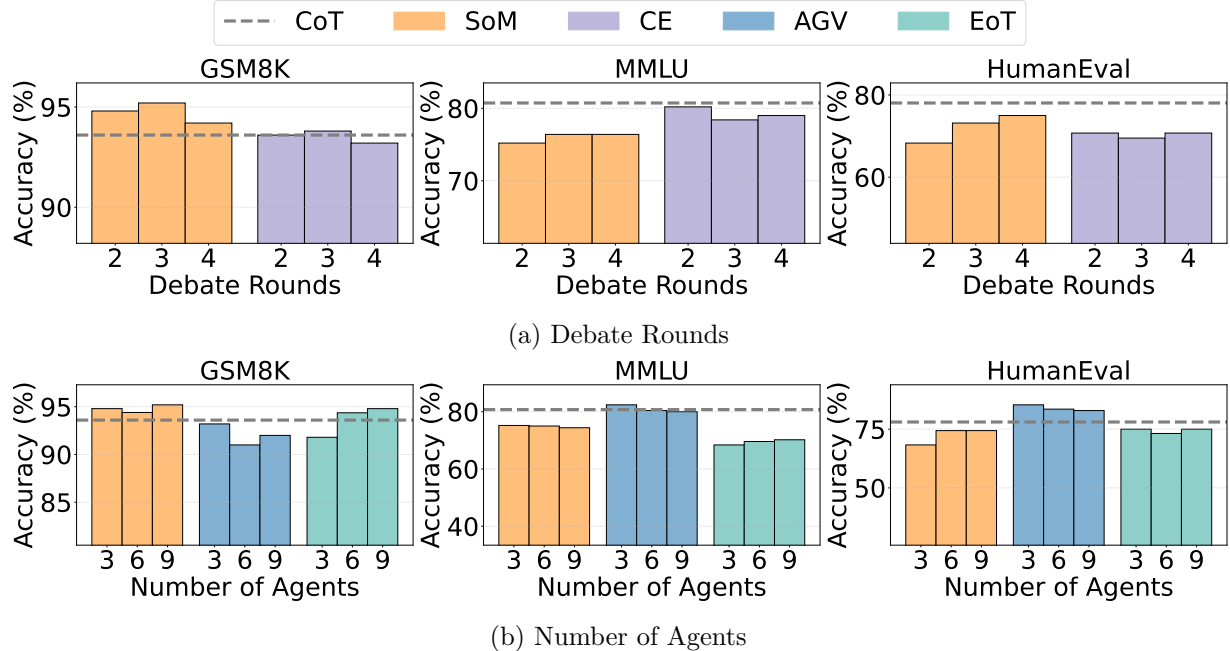 CoT SoM CE AGV EoT
GSM8K MMLU HumanEval
Accuracy (%) 95 90
Accuracy (%) 80 70
Accuracy (%) 80 60
2 3 4 2 3 4
2 3 4 2 3 4
2 3 4 2 3 4
Debate Rounds Debate Rounds Debate Rounds
(a) Debate Rounds
GSM8K MMLU HumanEval
Accuracy (%) 95 90 85
Accuracy (%) 80 60 40
Accuracy (%) 75 50
3 6 9 3 6 9 3 6 9
3 6 9 3 6 9 3 6 9
3 6 9 3 6 9 3 6 9
Number of Agents Number of Agents Number of Agents
(b) Number of Agents